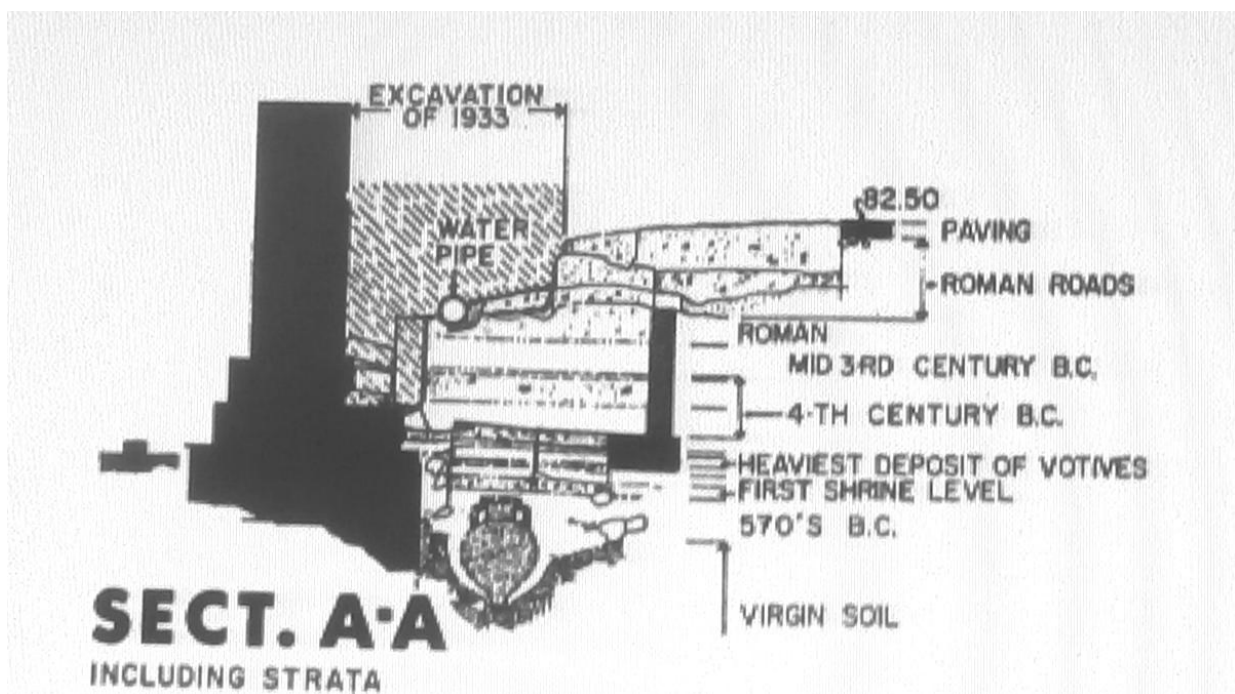 EXCAVATION
OF 1933
WATER
PIPE
82.50
PAVING
ROMAN ROADS
ROMAN
MID 3RD CENTURY B.C.
4-TH CENTURY B.C.
HEAVIEST DEPOSIT OF VOTIVES
FIRST SHRINE LEVEL
570'S B.C.
VIRGIN SOIL
SECT. A-A
INCLUDING STRATA